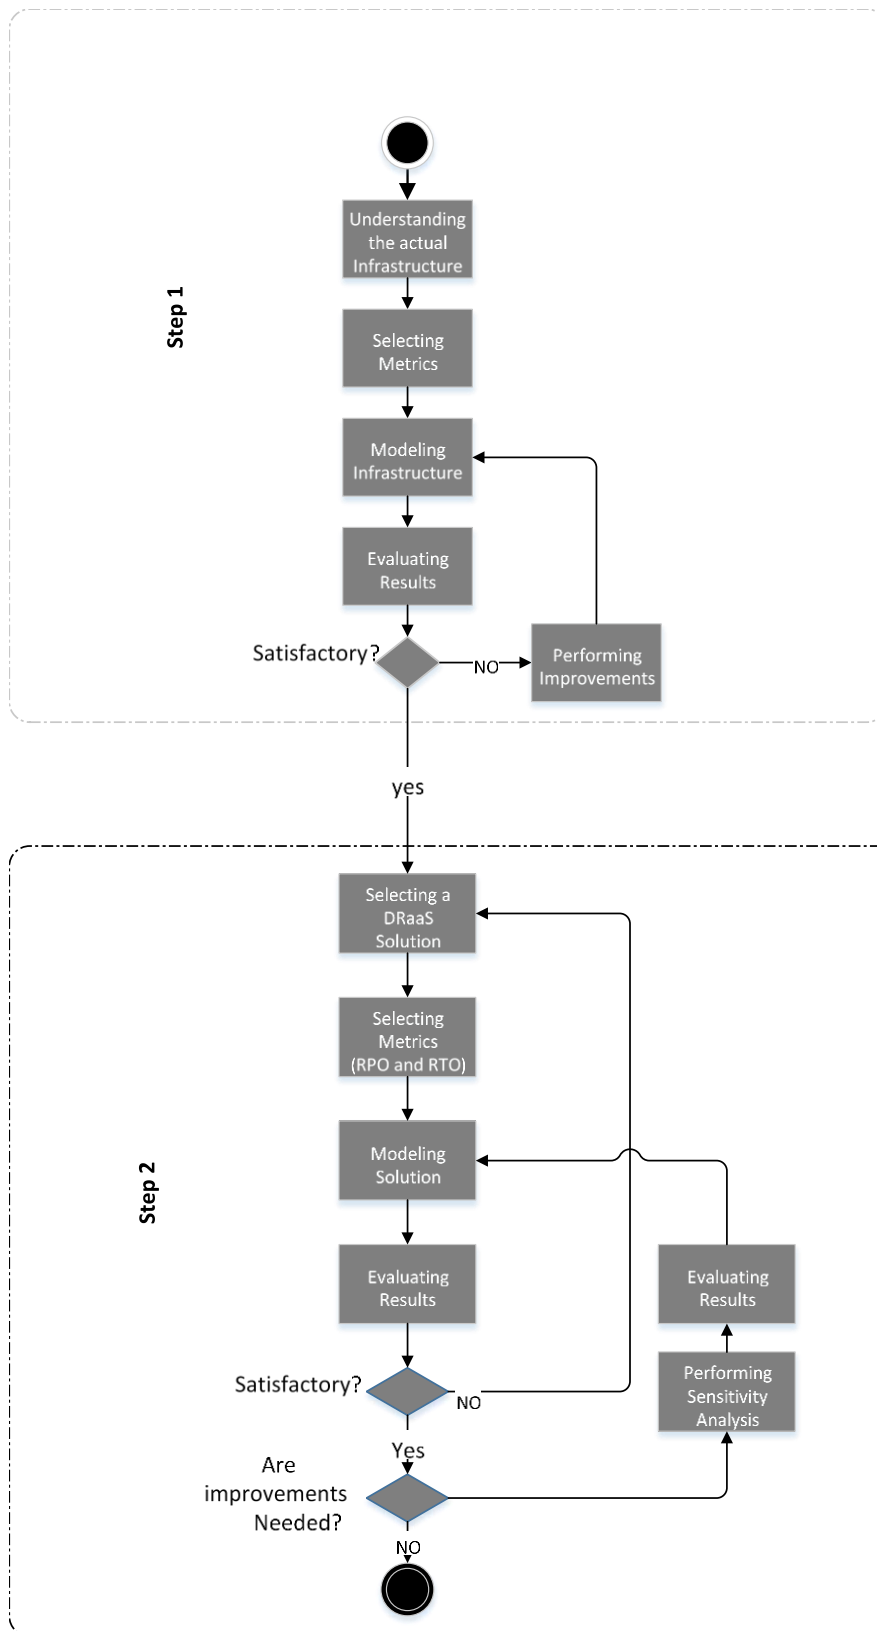 Step 1
Understanding
the actual
Infrastructure
Selecting
Metrics
Modeling
Infrastructure
Evaluating
Results
Satisfactory?
NO
Performing
Improvements
yes
Step 2
Selecting a
DRaaS
Solution
Selecting
Metrics
(RPO and RTO)
Modeling
Solution
Evaluating
Results
Evaluating
Results
Performing
Sensitivity
Analysis
Satisfactory?
NO
Yes
Are
improvements
Needed?
NO